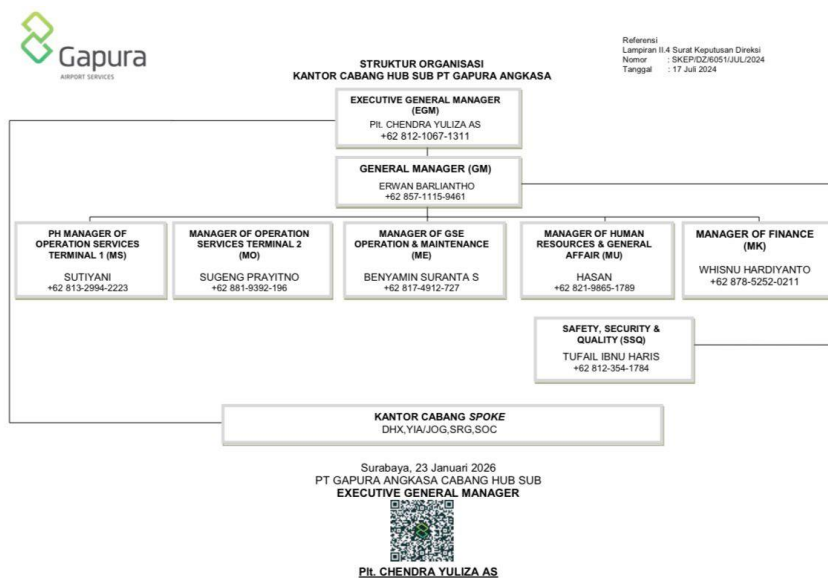 Gapura
AIRPORT SERVICES
Referensi
Lampiran II.4 Surat Keputusan Direksi
Nomor : SKEP/DZ/6051/JUL/2024
Tanggal : 17 Juli 2024
STRUKTUR ORGANISASI
KANTOR CABANG HUB SUB PT GAPURA ANGKASA
EXECUTIVE GENERAL MANAGER
(EGM)
Plt. CHENDRA YULIZA AS
+62 812-1067-1311
GENERAL MANAGER (GM)
ERWAN BARLIANTHO
+62 857-1115-9461
PH MANAGER OF
OPERATION SERVICES
TERMINAL 1 (MS)
SUTIYANI
+62 813-2994-2223
MANAGER OF OPERATION
SERVICES TERMINAL 2
(MO)
SUGENG PRAYITNO
+62 881-9392-196
MANAGER OF GSE
OPERATION & MAINTENANCE
(ME)
BENYAMIN SURANTA S
+62 817-4912-727
MANAGER OF HUMAN
RESOURCES & GENERAL
AFFAIR (MU)
HASAN
+62 821-9865-1789
MANAGER OF FINANCE
(MK)
WHISNU HARDIYANTO
+62 878-5252-0211
SAFETY, SECURITY &
QUALITY (SSQ)
TUFAIL IBNU HARIS
+62 812-354-1784
KANTOR CABANG SPOKE
DHX,YIA/JOG,SRG,SOC
Surabaya, 23 Januari 2026
PT GAPURA ANGKASA CABANG HUB SUB
EXECUTIVE GENERAL MANAGER
Plt. CHENDRA YULIZA AS